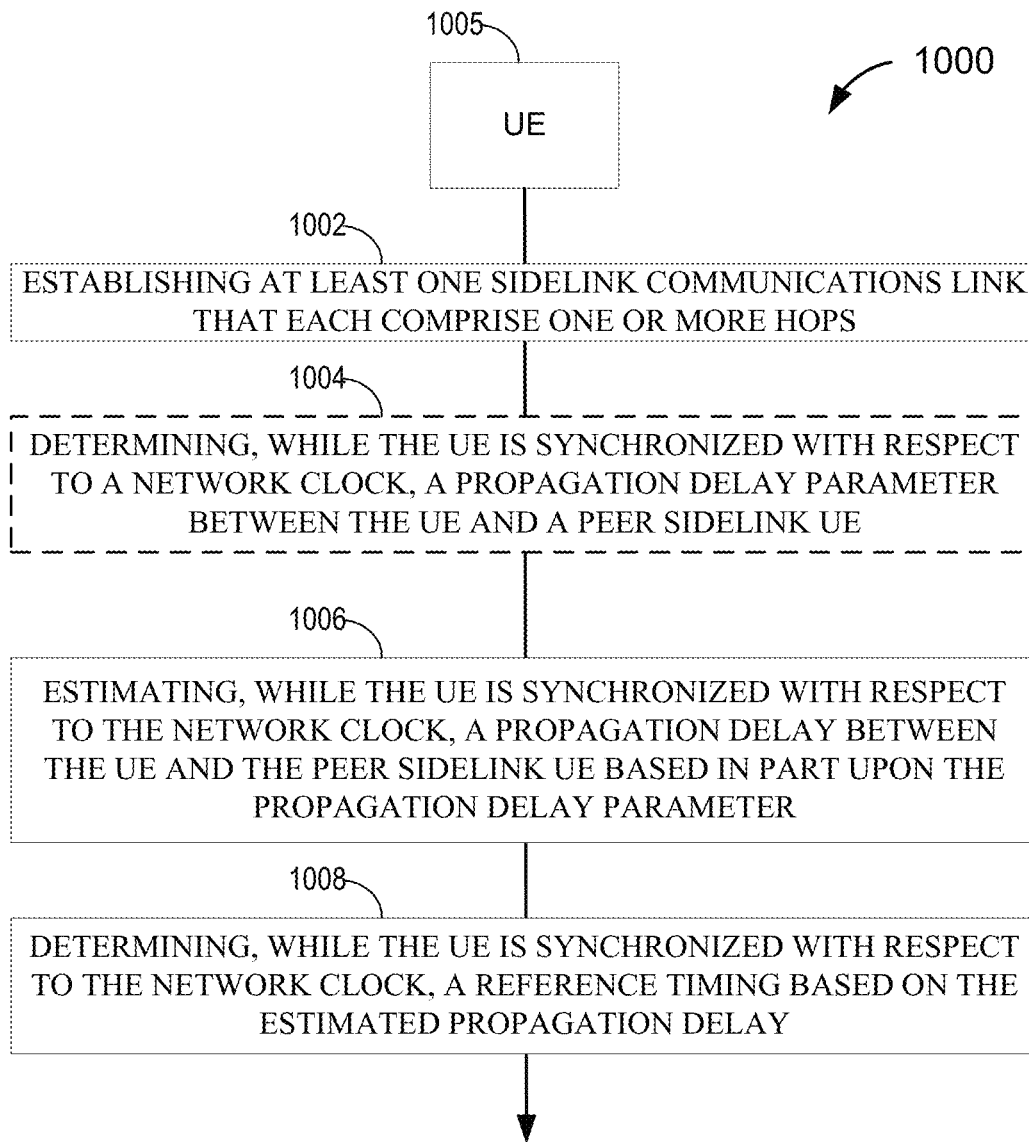 1005
1000
UE
1002
ESTABLISHING AT LEAST ONE SIDELINK COMMUNICATIONS LINK
THAT EACH COMPRISE ONE OR MORE HOPS
1004
DETERMINING, WHILE THE UE IS SYNCHRONIZED WITH RESPECT
TO A NETWORK CLOCK, A PROPAGATION DELAY PARAMETER
BETWEEN THE UE AND A PEER SIDELINK UE
1006
ESTIMATING, WHILE THE UE IS SYNCHRONIZED WITH RESPECT
TO THE NETWORK CLOCK, A PROPAGATION DELAY BETWEEN
THE UE AND THE PEER SIDELINK UE BASED IN PART UPON THE
PROPAGATION DELAY PARAMETER
1008
DETERMINING, WHILE THE UE IS SYNCHRONIZED WITH RESPECT
TO THE NETWORK CLOCK, A REFERENCE TIMING BASED ON THE
ESTIMATED PROPAGATION DELAY